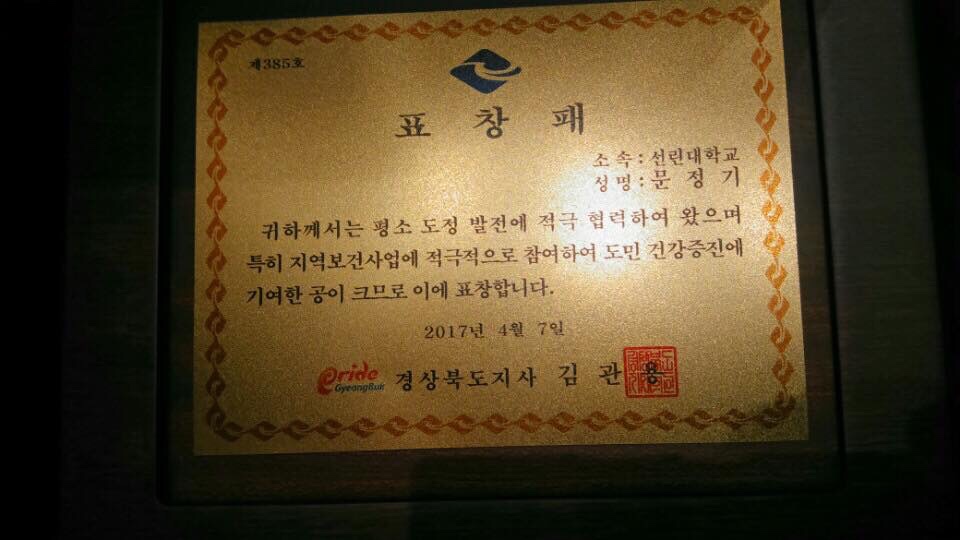 제385호
표 창 패
소 속 : 선린대학교
성 명 : 문 정 기
귀하께서는 평소 도정 발전에 적극 협력하여 왔으며
특히 지역보건사업에 적극적으로 참여하여 도민 건강증진에
기여한 공이 크므로 이에 표창합니다.
2017년 4월 7일
Pride
GyeongBuk
경상북도지사 김 관 용